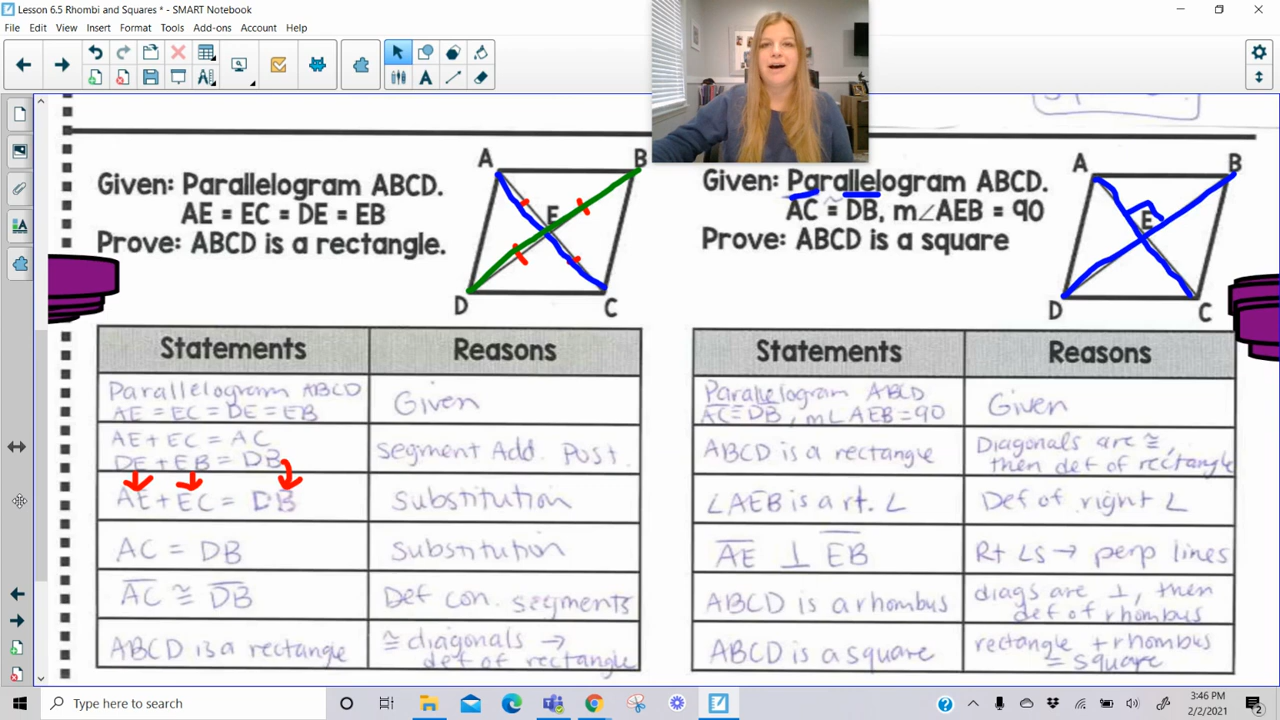 Lesson 6.5 Rhombi and Squares * - SMART Notebook
File Edit View Insert Format Tools Add-ons Account Help
Given: Parallelogram ABCD.
AE = EC = DE = EB
Prove: ABCD is a rectangle.
A
B
E
D
C
Statements
Reasons
Parallelogram ABCD
AE = EC = DE = EB
Given
AE + EC = AC
DE + EB = DB
Segment Add. Post.
AE + EC = DB
Substitution
AC = DB
Substitution
AC ≅ DB
Def con. segments
ABCD is a rectangle
≅ diagonals →
def of rectangle
Given: Parallelogram ABCD.
AC = DB, m∠AEB = 90
Prove: ABCD is a square
A
B
E
D
C
Statements
Reasons
Parallelogram ABCD
AC = DB, m∠AEB = 90
Given
ABCD is a rectangle
Diagonals are ≅,
then def of rectangle
∠AEB is a rt. ∠
Def of right ∠
AE ⊥ EB
Rt ∠s → perp lines
ABCD is a rhombus
diags are ⊥, then
def of rhombus
ABCD is a square
rectangle + rhombus
= square
Type here to search
3:46 PM
2/2/2021
2